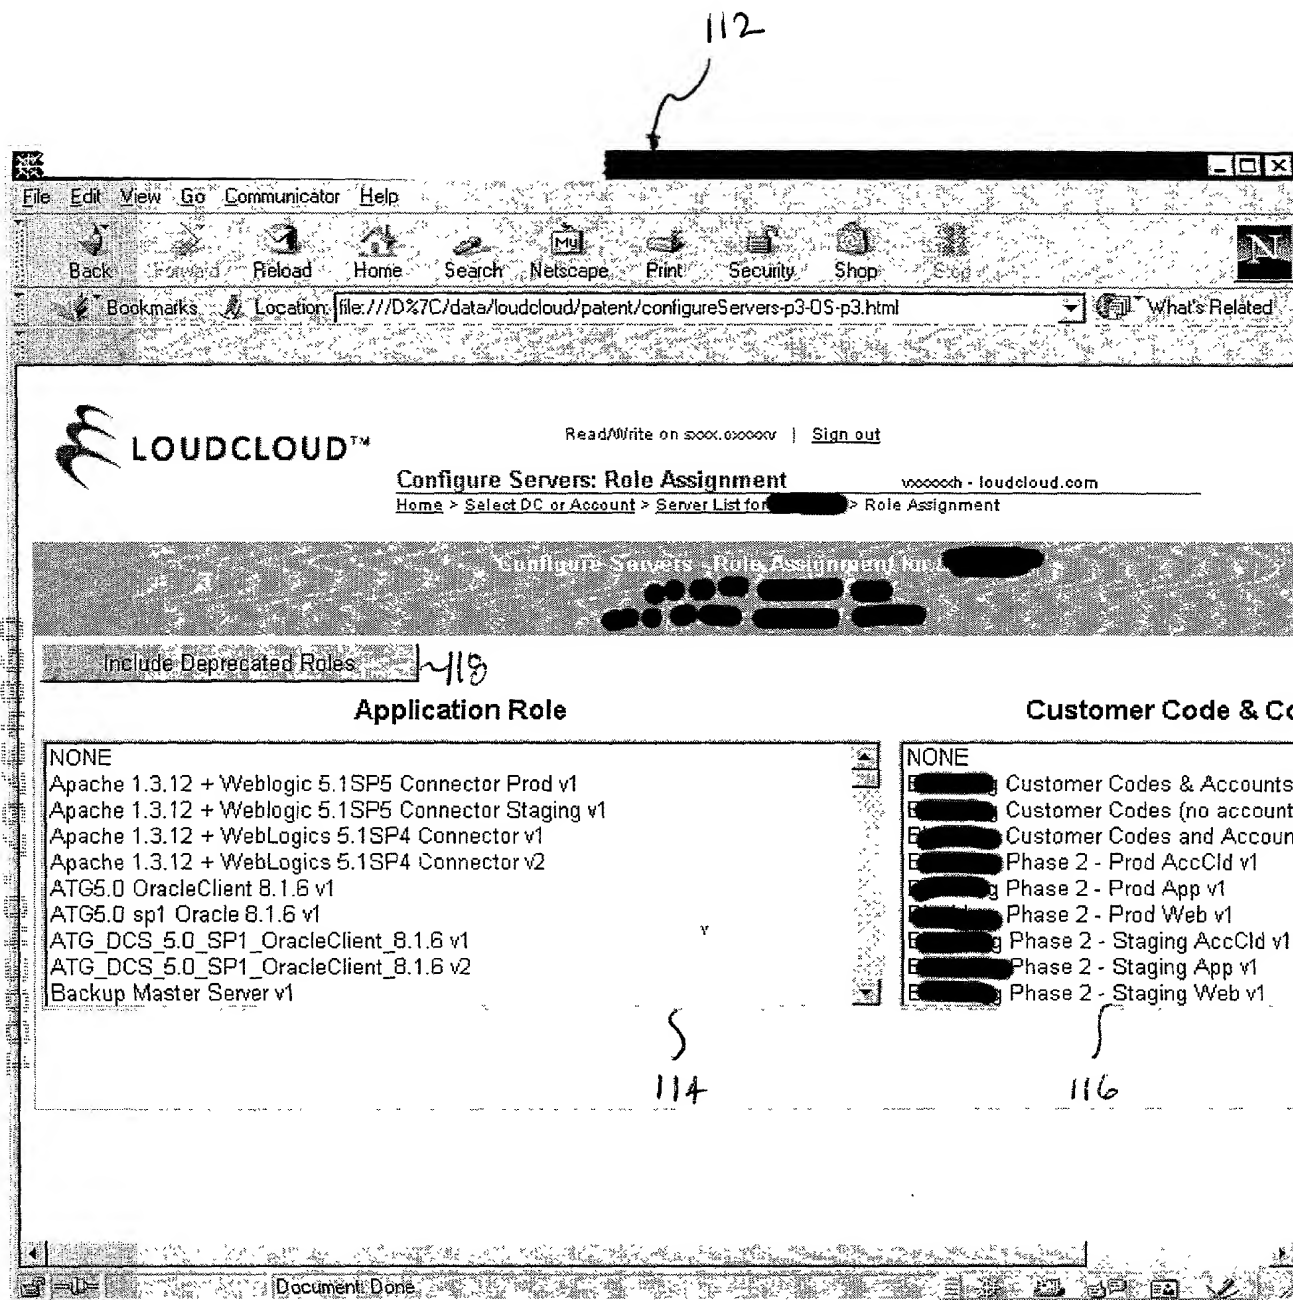 112
File Edit View Go Communicator Help
Back Forward Reload Home Search Netscape Print Security Shop Stop
My
N
Bookmarks Location: file:///D%7C/data/loudcloud/patent/configureServers-p3-OS-p3.html What's Related
LOUDCLOUD™
Read/Write on | Sign out
Configure Servers: Role Assignment - loudcloud.com
Home > Select DC or Account > Server List for > Role Assignment
Configure Servers - Role Assignment for
Include Deprecated Roles 118
Application Role Customer Code & Co
NONE
Apache 1.3.12 + Weblogic 5.1SP5 Connector Prod v1
Apache 1.3.12 + Weblogic 5.1SP5 Connector Staging v1
Apache 1.3.12 + WebLogics 5.1SP4 Connector v1
Apache 1.3.12 + WebLogics 5.1SP4 Connector v2
ATG5.0 OracleClient 8.1.6 v1
ATG5.0 sp1 Oracle 8.1.6 v1
ATG_DCS_5.0_SP1_OracleClient_8.1.6 v1
ATG_DCS_5.0_SP1_OracleClient_8.1.6 v2
Backup Master Server v1
NONE
Customer Codes & Accounts
Customer Codes (no account
Customer Codes and Accoun
Phase 2 - Prod AccCld v1
Phase 2 - Prod App v1
Phase 2 - Prod Web v1
Phase 2 - Staging AccCld v1
Phase 2 - Staging App v1
Phase 2 - Staging Web v1
114 116
Document: Done